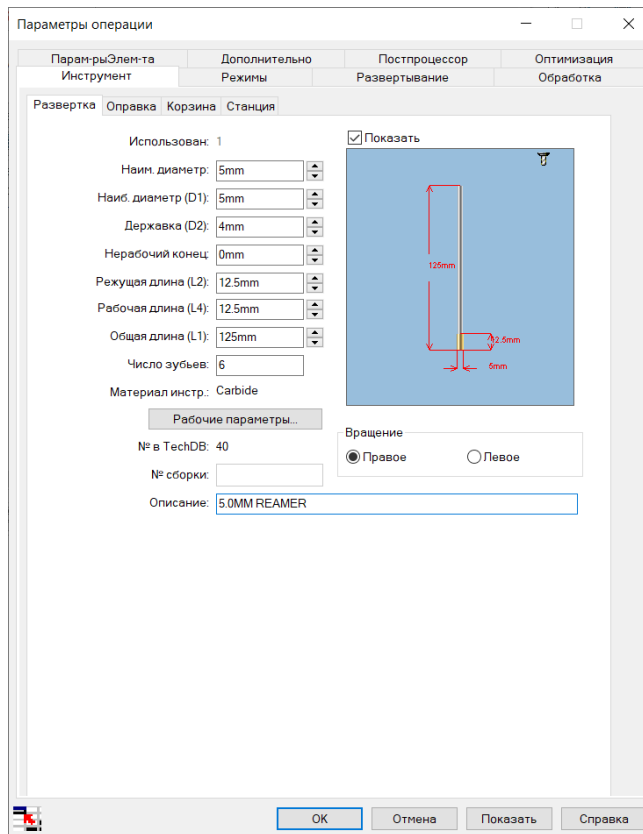 Параметры операции
Парам-рыЭлем-та Дополнительно Постпроцессор Оптимизация
Инструмент Режимы Развертывание Обработка
Развертка Оправка Корзина Станция
Использован: 1
Показать
Наим. диаметр: 5mm
Наиб. диаметр (D1): 5mm
Державка (D2): 4mm
Нерабочий конец: 0mm
Режущая длина (L2): 12.5mm
Рабочая длина (L4): 12.5mm
Общая длина (L1): 125mm
Число зубьев: 6
Материал инстр.: Carbide
125mm
12.5mm
5mm
Рабочие параметры...
Вращение
№ в TechDB: 40
Правое Левое
№ сборки:
Описание: 5.0MM REAMER
OK Отмена Показать Справка